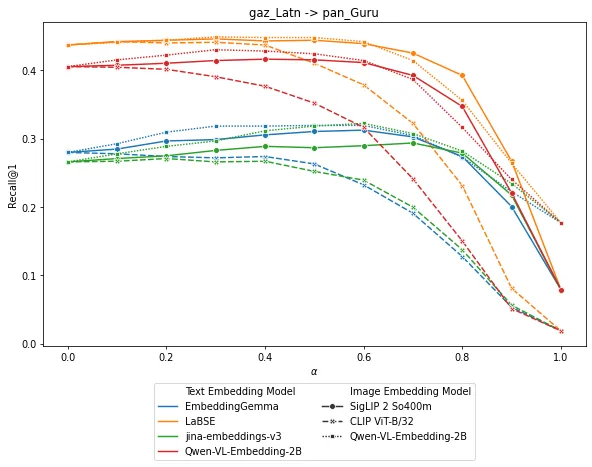 gaz_Latn -> pan_Guru
Recall@1
0.4
0.3
0.2
0.1
0.0
0.0 0.2 0.4 0.6 0.8 1.0
α
Text Embedding Model
EmbeddingGemma
LaBSE
jina-embeddings-v3
Qwen-VL-Embedding-2B
Image Embedding Model
SigLIP 2 So400m
CLIP ViT-B/32
Qwen-VL-Embedding-2B